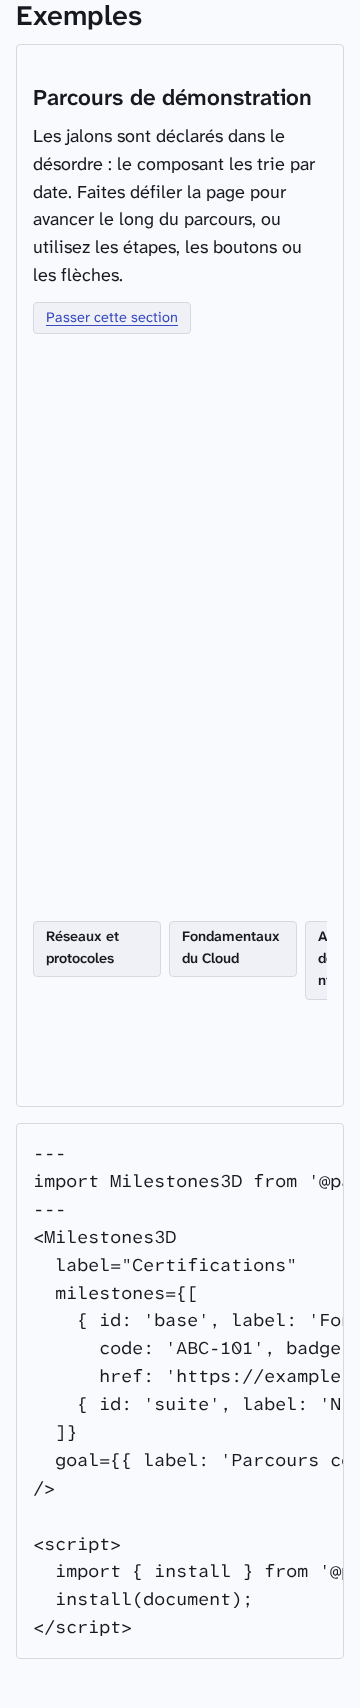 Exemples
Parcours de démonstration
Les jalons sont déclarés dans le
désordre : le composant les trie par
date. Faites défiler la page pour
avancer le long du parcours, ou
utilisez les étapes, les boutons ou
les flèches.
Passer cette section
Réseaux et
protocoles
Fondamentaux
du Cloud
---
import Milestones3D from '@p
---
<Milestones3D
  label="Certifications"
  milestones={[
    { id: 'base', label: 'Fo
      code: 'ABC-101', badge
      href: 'https://example
    { id: 'suite', label: 'N
  ]}
  goal={{ label: 'Parcours c
/>
<script>
  import { install } from '@p
  install(document);
</script>